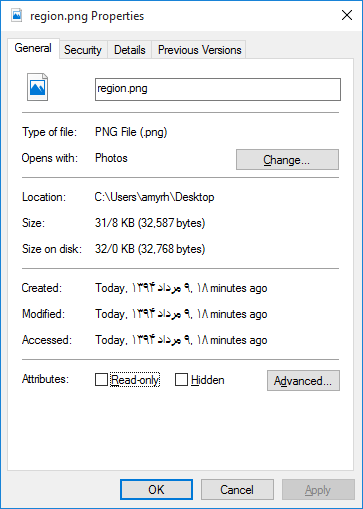 region.png Properties
General Security Details Previous Versions
region.png
Type of file: PNG File (.png)
Opens with: Photos Change...
Location: C:\Users\amyrh\Desktop
Size: 31/8 KB (32,587 bytes)
Size on disk: 32/0 KB (32,768 bytes)
Created: Today, ۹ مرداد ۱۳۹۴, ۱۸ minutes ago
Modified: Today, ۹ مرداد ۱۳۹۴, ۱۸ minutes ago
Accessed: Today, ۹ مرداد ۱۳۹۴, ۱۸ minutes ago
Attributes: Read-only Hidden Advanced...
OK Cancel Apply